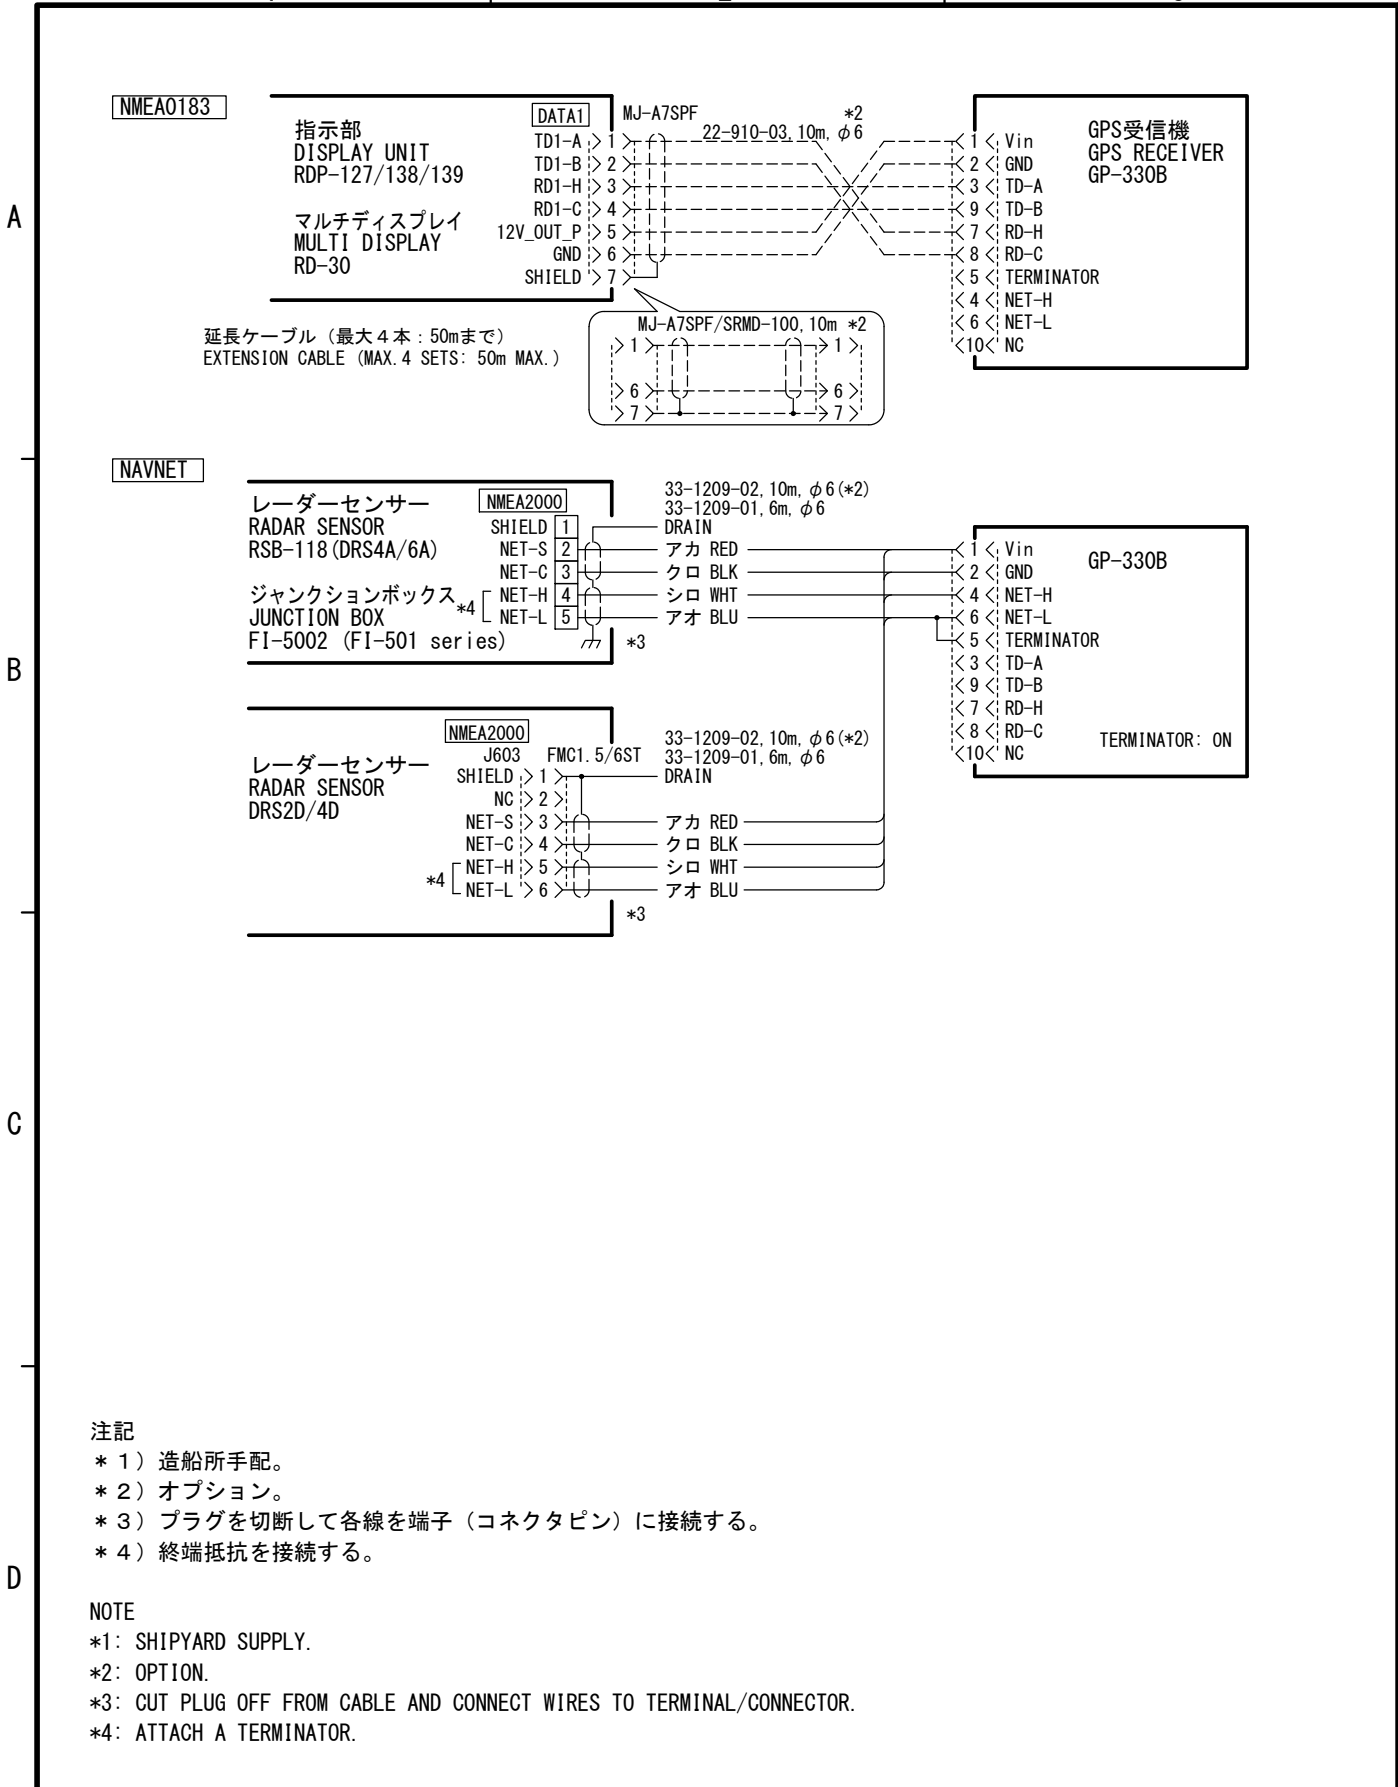 NMEA0183
指示部
DISPLAY UNIT
RDP-127/138/139
マルチディスプレイ
MULTI DISPLAY
RD-30
DATA1
TD1-A 1
TD1-B 2
RD1-H 3
RD1-C 4
12V_OUT_P 5
GND 6
SHIELD 7
MJ-A7SPF
*2
22-910-03, 10m, φ6
1 Vin
2 GND
3 TD-A
9 TD-B
7 RD-H
8 RD-C
5 TERMINATOR
4 NET-H
6 NET-L
10 NC
GPS受信機
GPS RECEIVER
GP-330B
A
延長ケーブル（最大４本：50mまで）
EXTENSION CABLE (MAX. 4 SETS: 50m MAX.)
MJ-A7SPF/SRMD-100, 10m *2
1 1
6 6
7 7
NAVNET
レーダーセンサー
RADAR SENSOR
RSB-118(DRS4A/6A)
ジャンクションボックス
JUNCTION BOX
FI-5002 (FI-501 series)
NMEA2000
SHIELD 1
NET-S 2
NET-C 3
*4
NET-H 4
NET-L 5
*3
33-1209-02, 10m, φ6(*2)
33-1209-01, 6m, φ6
DRAIN
アカ RED
クロ BLK
シロ WHT
アオ BLU
1 Vin
2 GND
4 NET-H
6 NET-L
5 TERMINATOR
3 TD-A
9 TD-B
7 RD-H
8 RD-C
10 NC
GP-330B
TERMINATOR: ON
B
レーダーセンサー
RADAR SENSOR
DRS2D/4D
NMEA2000
J603 FMC1.5/6ST
SHIELD 1
NC 2
NET-S 3
NET-C 4
*4
NET-H 5
NET-L 6
*3
33-1209-02, 10m, φ6(*2)
33-1209-01, 6m, φ6
DRAIN
アカ RED
クロ BLK
シロ WHT
アオ BLU
C
注記
＊１）造船所手配。
＊２）オプション。
＊３）プラグを切断して各線を端子（コネクタピン）に接続する。
＊４）終端抵抗を接続する。
D
NOTE
*1: SHIPYARD SUPPLY.
*2: OPTION.
*3: CUT PLUG OFF FROM CABLE AND CONNECT WIRES TO TERMINAL/CONNECTOR.
*4: ATTACH A TERMINATOR.